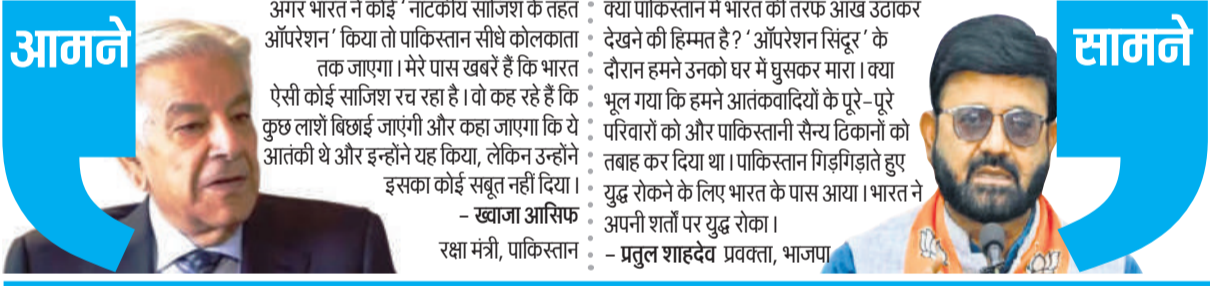 आमने
अगर भारत ने कोई ‘नाटकीय साजिश के तहत
ऑपरेशन’ किया तो पाकिस्तान सीधे कोलकाता
तक जाएगा। मेरे पास खबरें हैं कि भारत
ऐसी कोई साजिश रच रहा है। वो कह रहे हैं कि
कुछ लाशें बिछाई जाएंगी और कहा जाएगा कि ये
आतंकी थे और इन्होंने यह किया, लेकिन उन्होंने
इसका कोई सबूत नहीं दिया।
– ख्वाजा आसिफ
रक्षा मंत्री, पाकिस्तान
सामने
क्या पाकिस्तान में भारत की तरफ आंख उठाकर
देखने की हिम्मत है? ‘ऑपरेशन सिंदूर’ के
दौरान हमने उनको घर में घुसकर मारा। क्या
भूल गया कि हमने आतंकवादियों के पूरे-पूरे
परिवारों को और पाकिस्तानी सैन्य ठिकानों को
तबाह कर दिया था। पाकिस्तान गिड़गिड़ाते हुए
युद्ध रोकने के लिए भारत के पास आया। भारत ने
अपनी शर्तों पर युद्ध रोका।
– प्रतुल शाहदेव प्रवक्ता, भाजपा